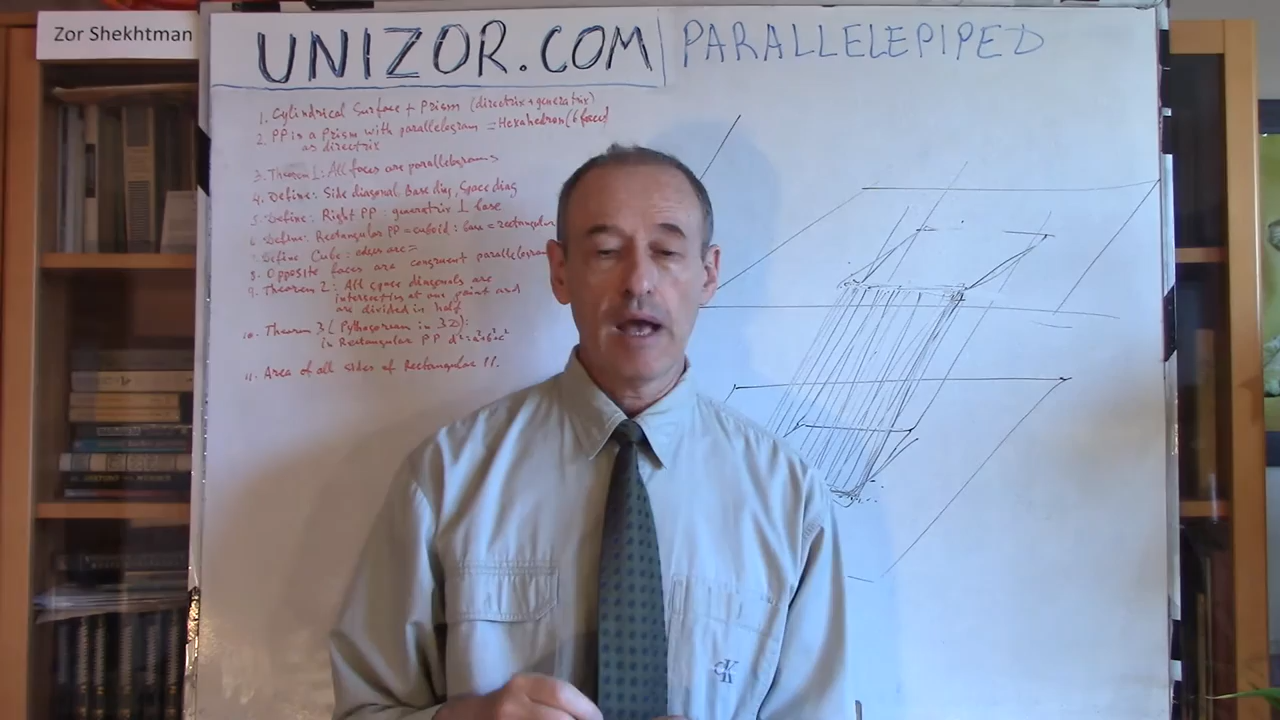 Zor Shekhtman
UNIZOR.COM PARALLELEPIPED
1. Cylindrical Surface + Prism (directrix + generatrix)
2. PP is a Prism with parallelogram = Hexahedron (6 faces)
as directrix
3. Theorem 1: All faces are parallelograms
4. Define: Side diagonal, Base diag, Space diag
5. Define: Right PP: generatrix ⊥ base
6. Define: Rectangular PP = cuboid: base = rectangular
7. Define Cube: edges are =
8. Opposite faces are congruent parallelogram
9. Theorem 2: All space diagonals are
intersecting at one point and
are divided in half
10. Theorem 3 (Pythagorean in 3D):
in Rectangular PP d²=a²+b²+c²
11. Area of all sides of Rectangular
CK